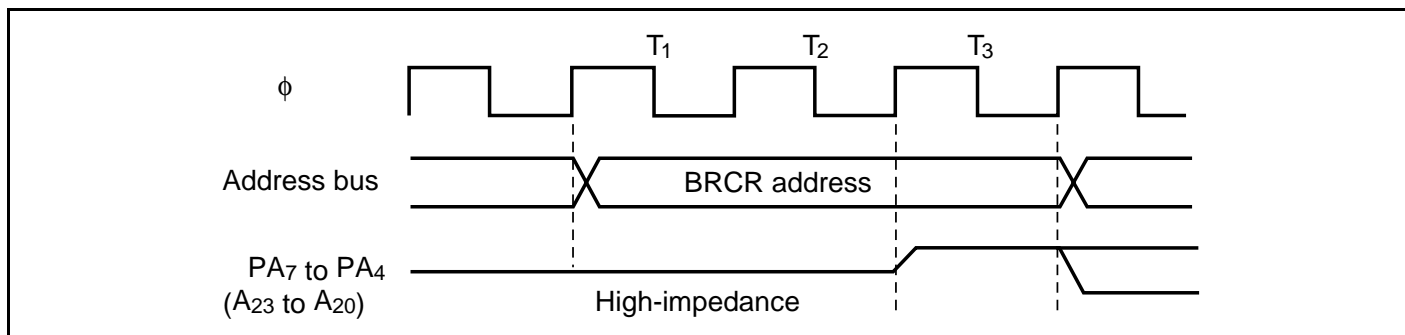 T1 T2 T3
ϕ
Address bus
BRCR address
PA7 to PA4
(A23 to A20)
High-impedance